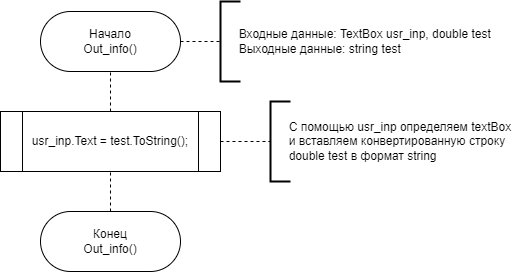 Начало
Out_info()
Входные данные: TextBox usr_inp, double test
Выходные данные: string test
usr_inp.Text = test.ToString();
С помощью usr_inp определяем textBox
и вставляем конвертированную строку
double test в формат string
Конец
Out_info()